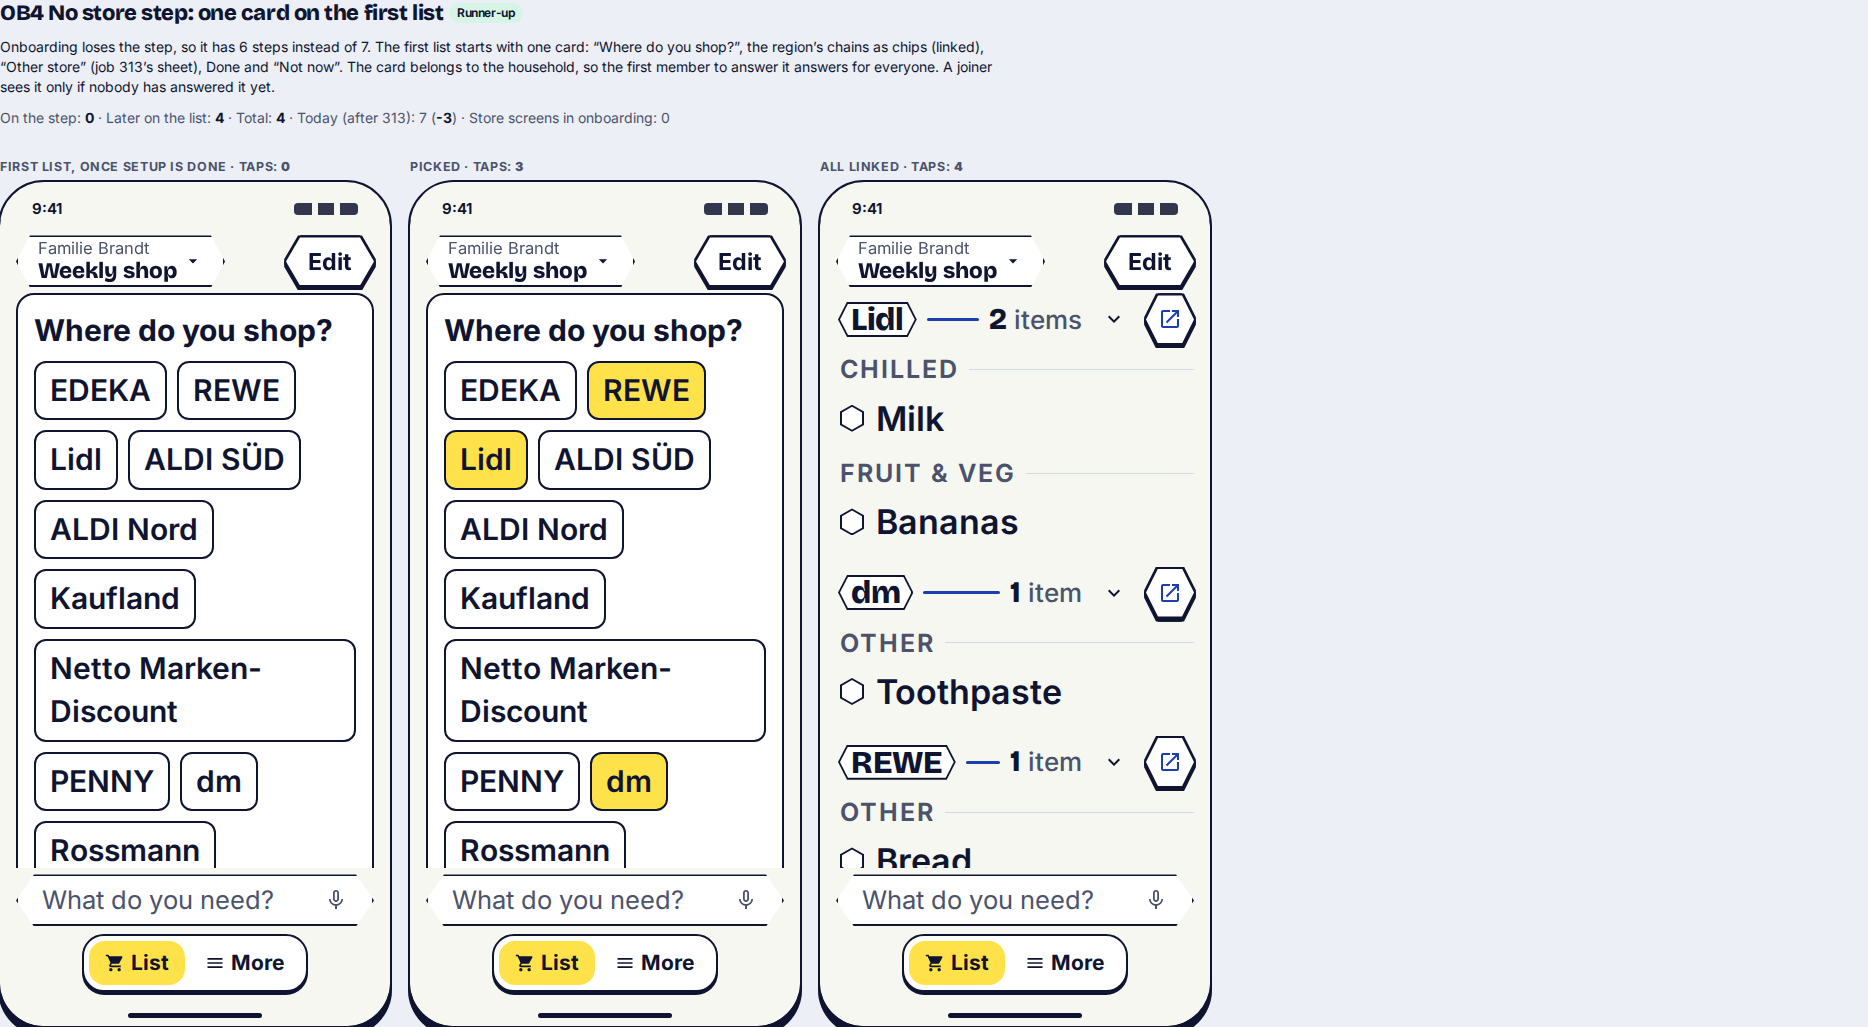 OB4 No store step: one card on the first list Runner-up
Onboarding loses the step, so it has 6 steps instead of 7. The first list starts with one card: “Where do you shop?”, the region’s chains as chips (linked),
“Other store” (job 313’s sheet), Done and “Not now”. The card belongs to the household, so the first member to answer it answers for everyone. A joiner
sees it only if nobody has answered it yet.
On the step: 0 · Later on the list: 4 · Total: 4 · Today (after 313): 7 (-3) · Store screens in onboarding: 0
FIRST LIST, ONCE SETUP IS DONE · TAPS: 0
9:41
Familie Brandt
Weekly shop
Edit
Where do you shop?
EDEKA REWE
Lidl ALDI SÜD
ALDI Nord
Kaufland
Netto Marken-
Discount
PENNY dm
Rossmann
What do you need?
List More
PICKED · TAPS: 3
9:41
Familie Brandt
Weekly shop
Edit
Where do you shop?
EDEKA REWE
Lidl ALDI SÜD
ALDI Nord
Kaufland
Netto Marken-
Discount
PENNY dm
Rossmann
What do you need?
List More
ALL LINKED · TAPS: 4
9:41
Familie Brandt
Weekly shop
Edit
Lidl 2 items
CHILLED
Milk
FRUIT & VEG
Bananas
dm 1 item
OTHER
Toothpaste
REWE 1 item
OTHER
Bread
What do you need?
List More